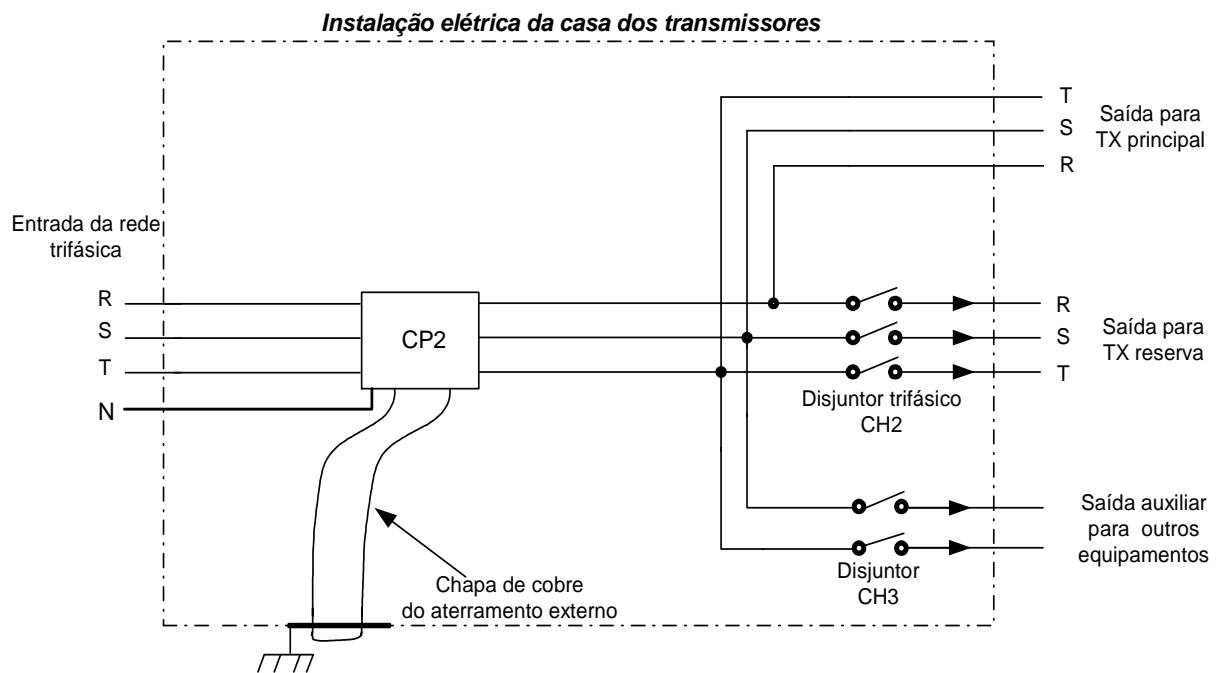 Instalação elétrica da casa dos transmissores
T
S
R
Saída para
TX principal
Entrada da rede
trifásica
R
S
T
N
CP2
R
S
T
Saída para
TX reserva
Disjuntor trifásico
CH2
Saída auxiliar
para outros
equipamentos
Disjuntor
CH3
Chapa de cobre
do aterramento externo